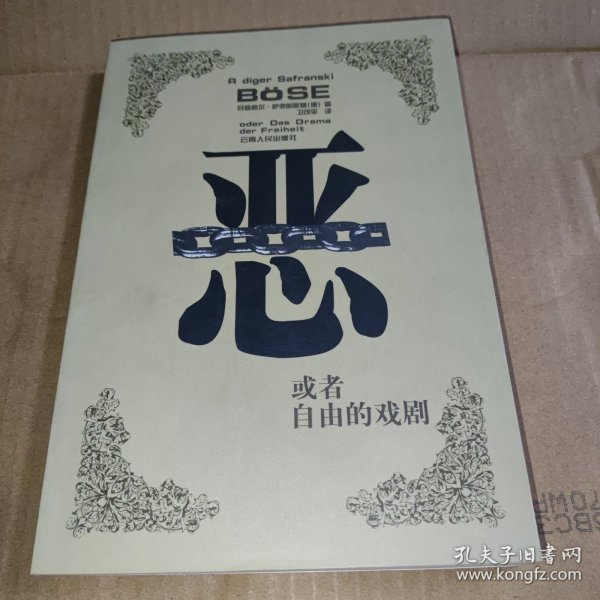 R diger Safranski
BöSE
吕迪格尔·萨弗朗斯基(德) 著
卫茂平 译
oder Das Drama
der Freiheit
云南人民出版社
恶
或者
自由的戏剧
孔夫子旧书网
www.kongfz.com